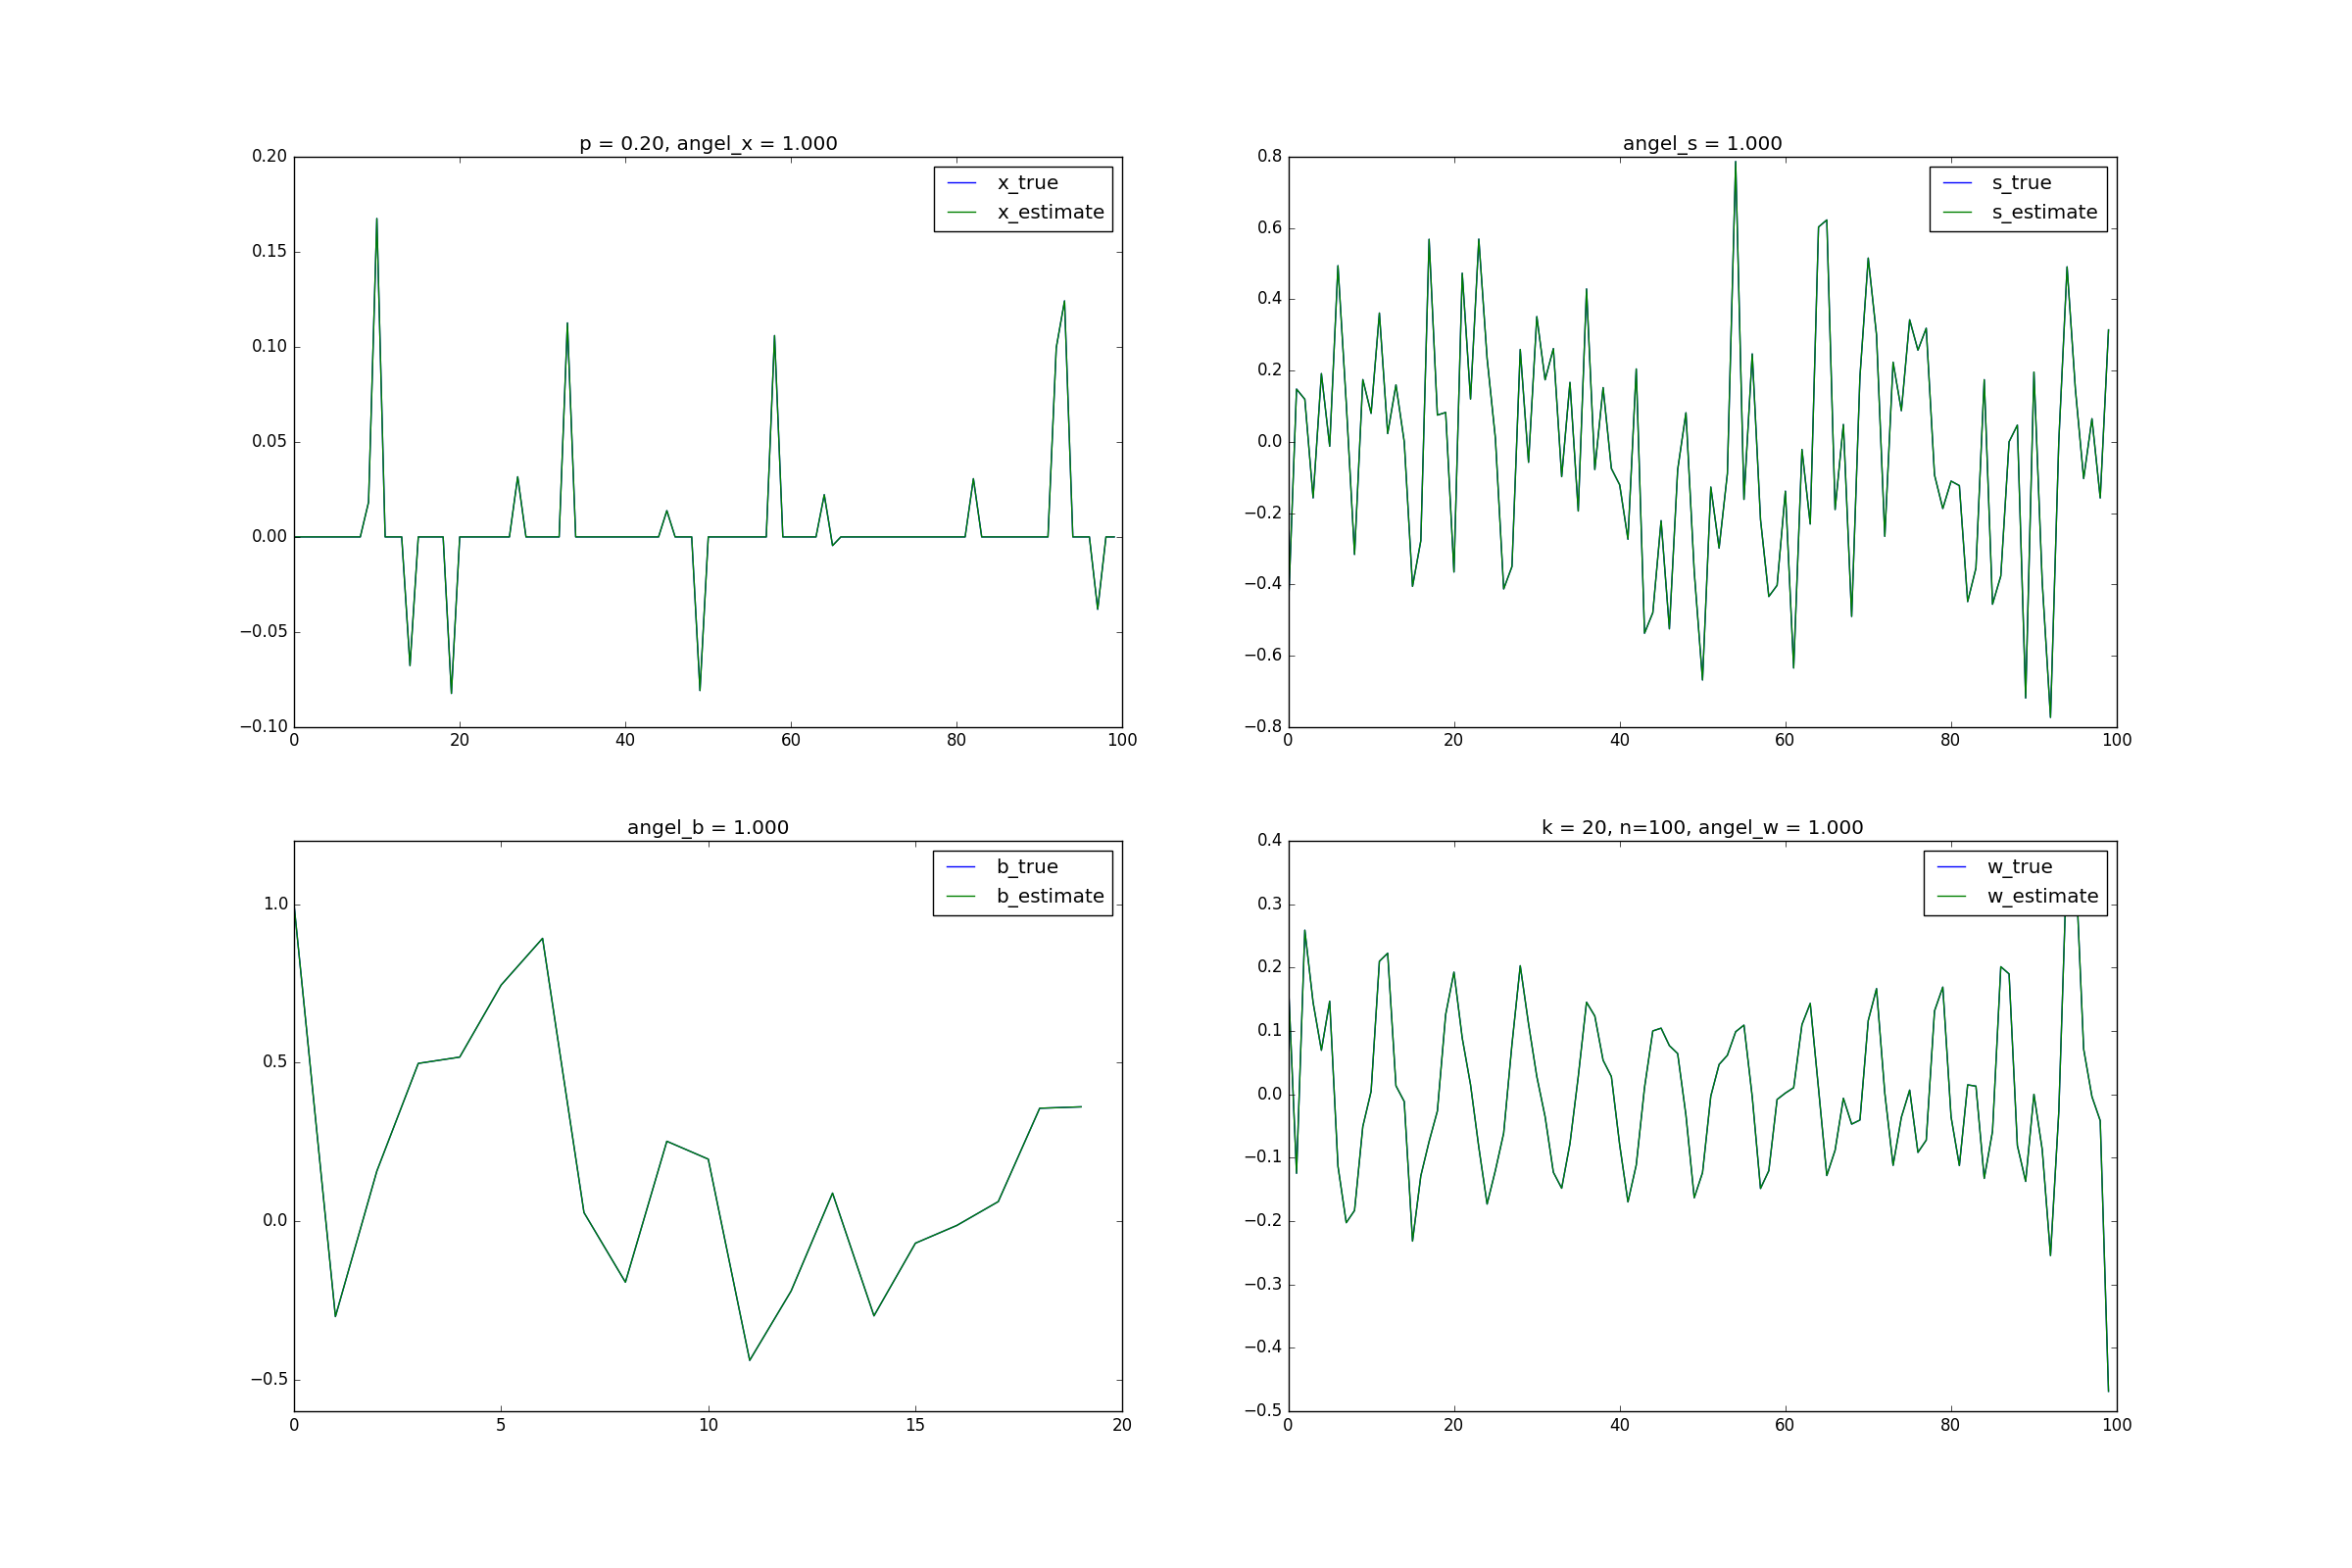 p = 0.20, angel_x = 1.000
0.20
0.15
0.10
0.05
0.00
−0.05
−0.10
0 20 40 60 80 100
x_true
x_estimate
angel_s = 1.000
0.8
0.6
0.4
0.2
0.0
−0.2
−0.4
−0.6
−0.8
0 20 40 60 80 100
s_true
s_estimate
angel_b = 1.000
1.0
0.5
0.0
−0.5
0 5 10 15 20
b_true
b_estimate
k = 20, n=100, angel_w = 1.000
0.4
0.3
0.2
0.1
0.0
−0.1
−0.2
−0.3
−0.4
−0.5
0 20 40 60 80 100
w_true
w_estimate